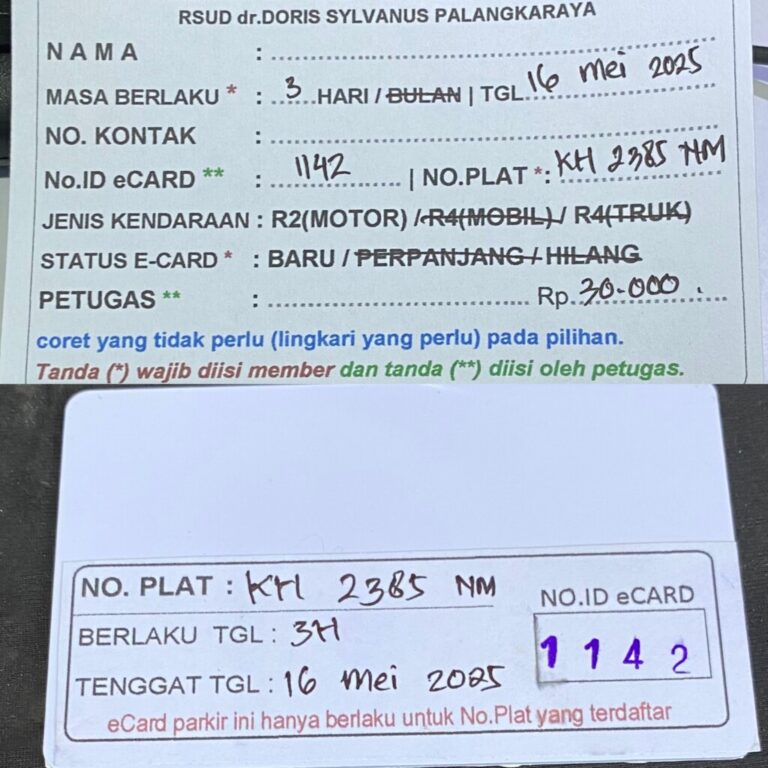 RSUD dr.DORIS SYLVANUS PALANGKARAYA
NAMA : ........................................................
MASA BERLAKU * : ..3.. HARI / BULAN | TGL 16 Mei 2025
NO. KONTAK : ........................................................
No.ID eCARD ** : 1142 | NO.PLAT *: KH 2385 NM
JENIS KENDARAAN : R2(MOTOR) / R4(MOBIL) / R4(TRUK)
STATUS E-CARD * : BARU / PERPANJANG / HILANG
PETUGAS ** : ........................................ Rp. 30.000 .
coret yang tidak perlu (lingkari yang perlu) pada pilihan.
Tanda (*) wajib diisi member dan tanda (**) diisi oleh petugas.
NO. PLAT : KH 2385 NM
NO.ID eCARD
BERLAKU TGL : 3H
1142
TENGGAT TGL : 16 Mei 2025
eCard parkir ini hanya berlaku untuk No.Plat yang terdaftar